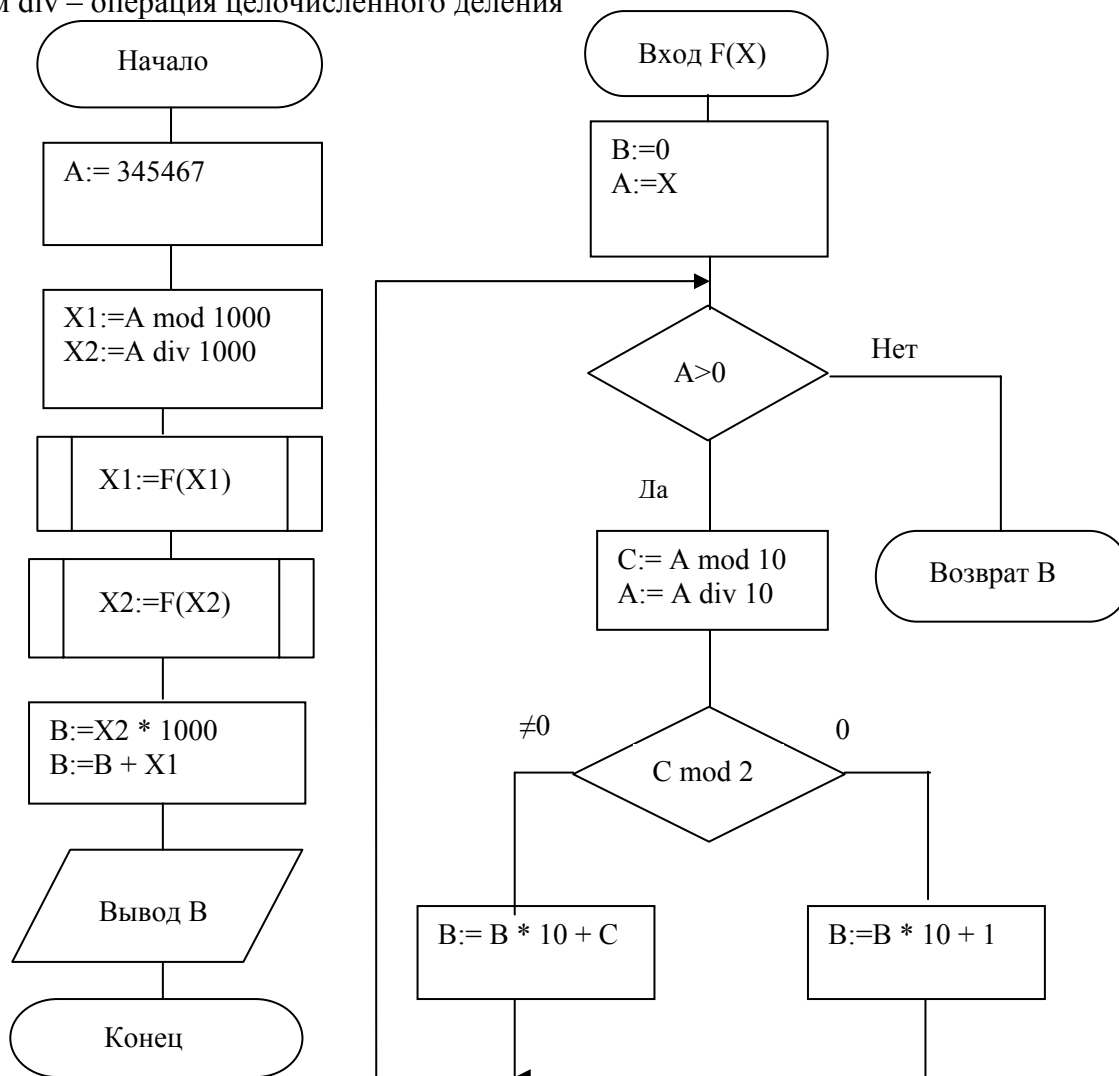 м div – операция целочисленного деления
Начало
A:= 345467
X1:=A mod 1000
X2:=A div 1000
X1:=F(X1)
X2:=F(X2)
B:=X2 * 1000
B:=B + X1
Вывод B
Конец
Вход F(X)
B:=0
A:=X
A>0
Нет
Да
C:= A mod 10
A:= A div 10
Возврат B
≠0
0
C mod 2
B:= B * 10 + C
B:=B * 10 + 1